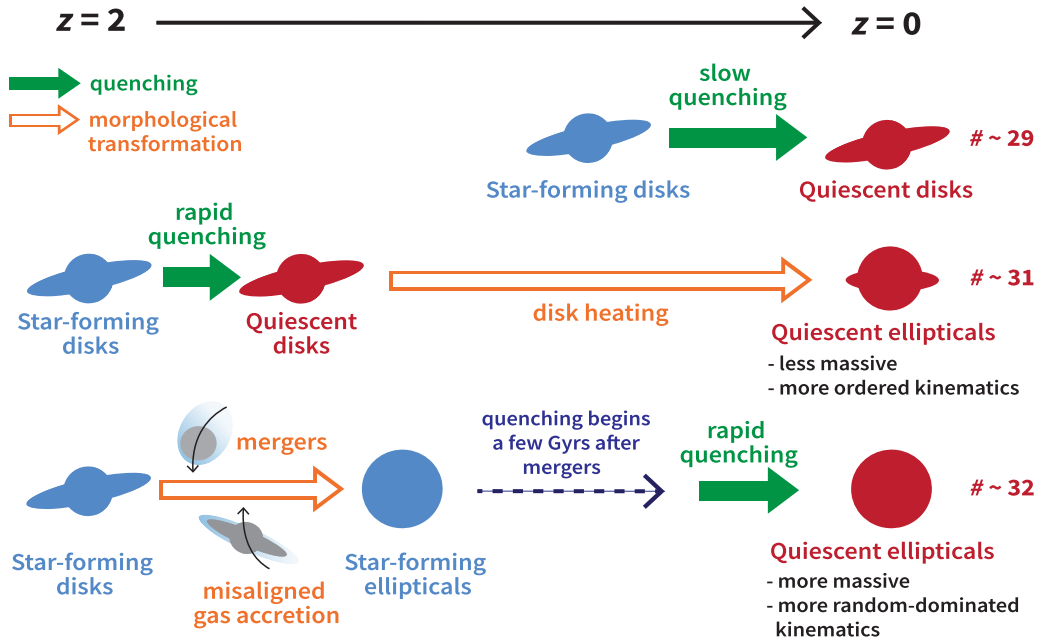 z = 2
z = 0
quenching
morphological
transformation
slow
quenching
Star-forming disks
Quiescent disks
# ~ 29
rapid
quenching
Star-forming
disks
Quiescent
disks
disk heating
# ~ 31
Quiescent ellipticals
- less massive
- more ordered kinematics
mergers
quenching begins
a few Gyrs after
mergers
rapid
quenching
# ~ 32
Star-forming
disks
misaligned
gas accretion
Star-forming
ellipticals
Quiescent ellipticals
- more massive
- more random-dominated
kinematics